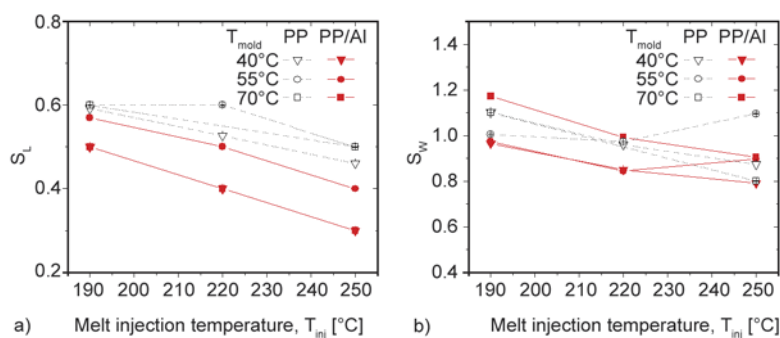 0.8
0.6
0.4
0.2
S_L
T_mold PP PP/Al
40°C
55°C
70°C
190 200 210 220 230 240 250
a) Melt injection temperature, T_inj [°C]
1.4
1.2
1.0
0.8
0.6
0.4
S_W
T_mold PP PP/Al
40°C
55°C
70°C
190 200 210 220 230 240 250
b) Melt injection temperature, T_inj [°C]